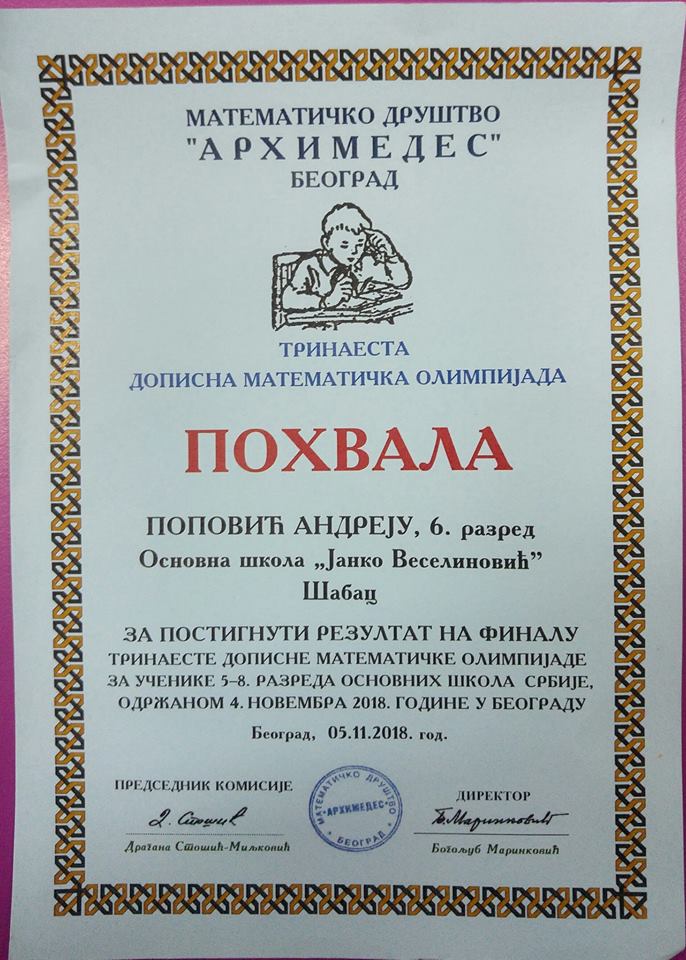 МАТЕМАТИЧКО ДРУШТВО
"АРХИМЕДЕС"
БЕОГРАД
ТРИНАЕСТА
ДОПИСНА МАТЕМАТИЧКА ОЛИМПИЈАДА
ПОХВАЛА
ПОПОВИЋ АНДРЕЈУ, 6. разред
Основна школа „Јанко Веселиновић”
Шабац
ЗА ПОСТИГНУТИ РЕЗУЛТАТ НА ФИНАЛУ
ТРИНАЕСТЕ ДОПИСНЕ МАТЕМАТИЧКЕ ОЛИМПИЈАДЕ
ЗА УЧЕНИКЕ 5–8. РАЗРЕДА ОСНОВНИХ ШКОЛА СРБИЈЕ,
ОДРЖАНОМ 4. НОВЕМБРА 2018. ГОДИНЕ У БЕОГРАДУ
Београд, 05.11.2018. год.
ПРЕДСЕДНИК КОМИСИЈЕ
Д. Стошић
Драгана Стошић-Миљковић
МАТЕМАТИЧКО ДРУШТВО
"АРХИМЕДЕС"
БЕОГРАД
ДИРЕКТОР
Б. Маринковић
Богољуб Маринковић